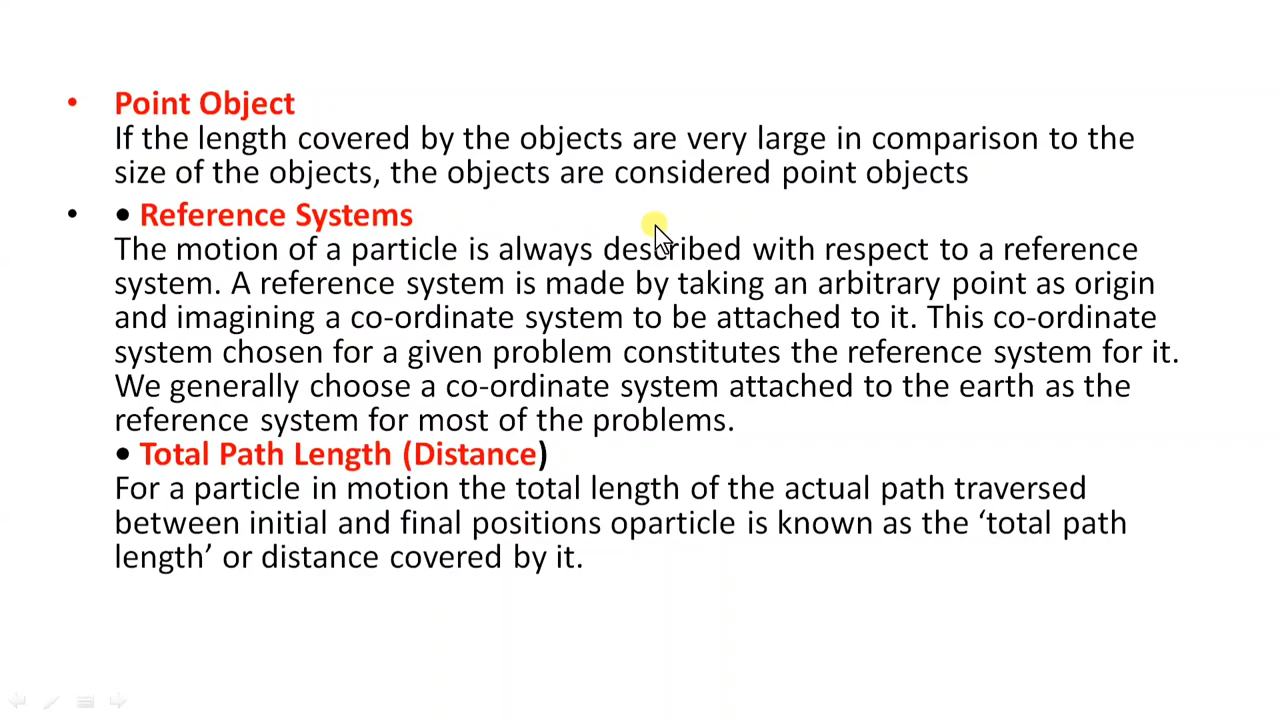 • Point Object
If the length covered by the objects are very large in comparison to the
size of the objects, the objects are considered point objects
• • Reference Systems
The motion of a particle is always described with respect to a reference
system. A reference system is made by taking an arbitrary point as origin
and imagining a co-ordinate system to be attached to it. This co-ordinate
system chosen for a given problem constitutes the reference system for it.
We generally choose a co-ordinate system attached to the earth as the
reference system for most of the problems.
• Total Path Length (Distance)
For a particle in motion the total length of the actual path traversed
between initial and final positions oparticle is known as the ‘total path
length’ or distance covered by it.